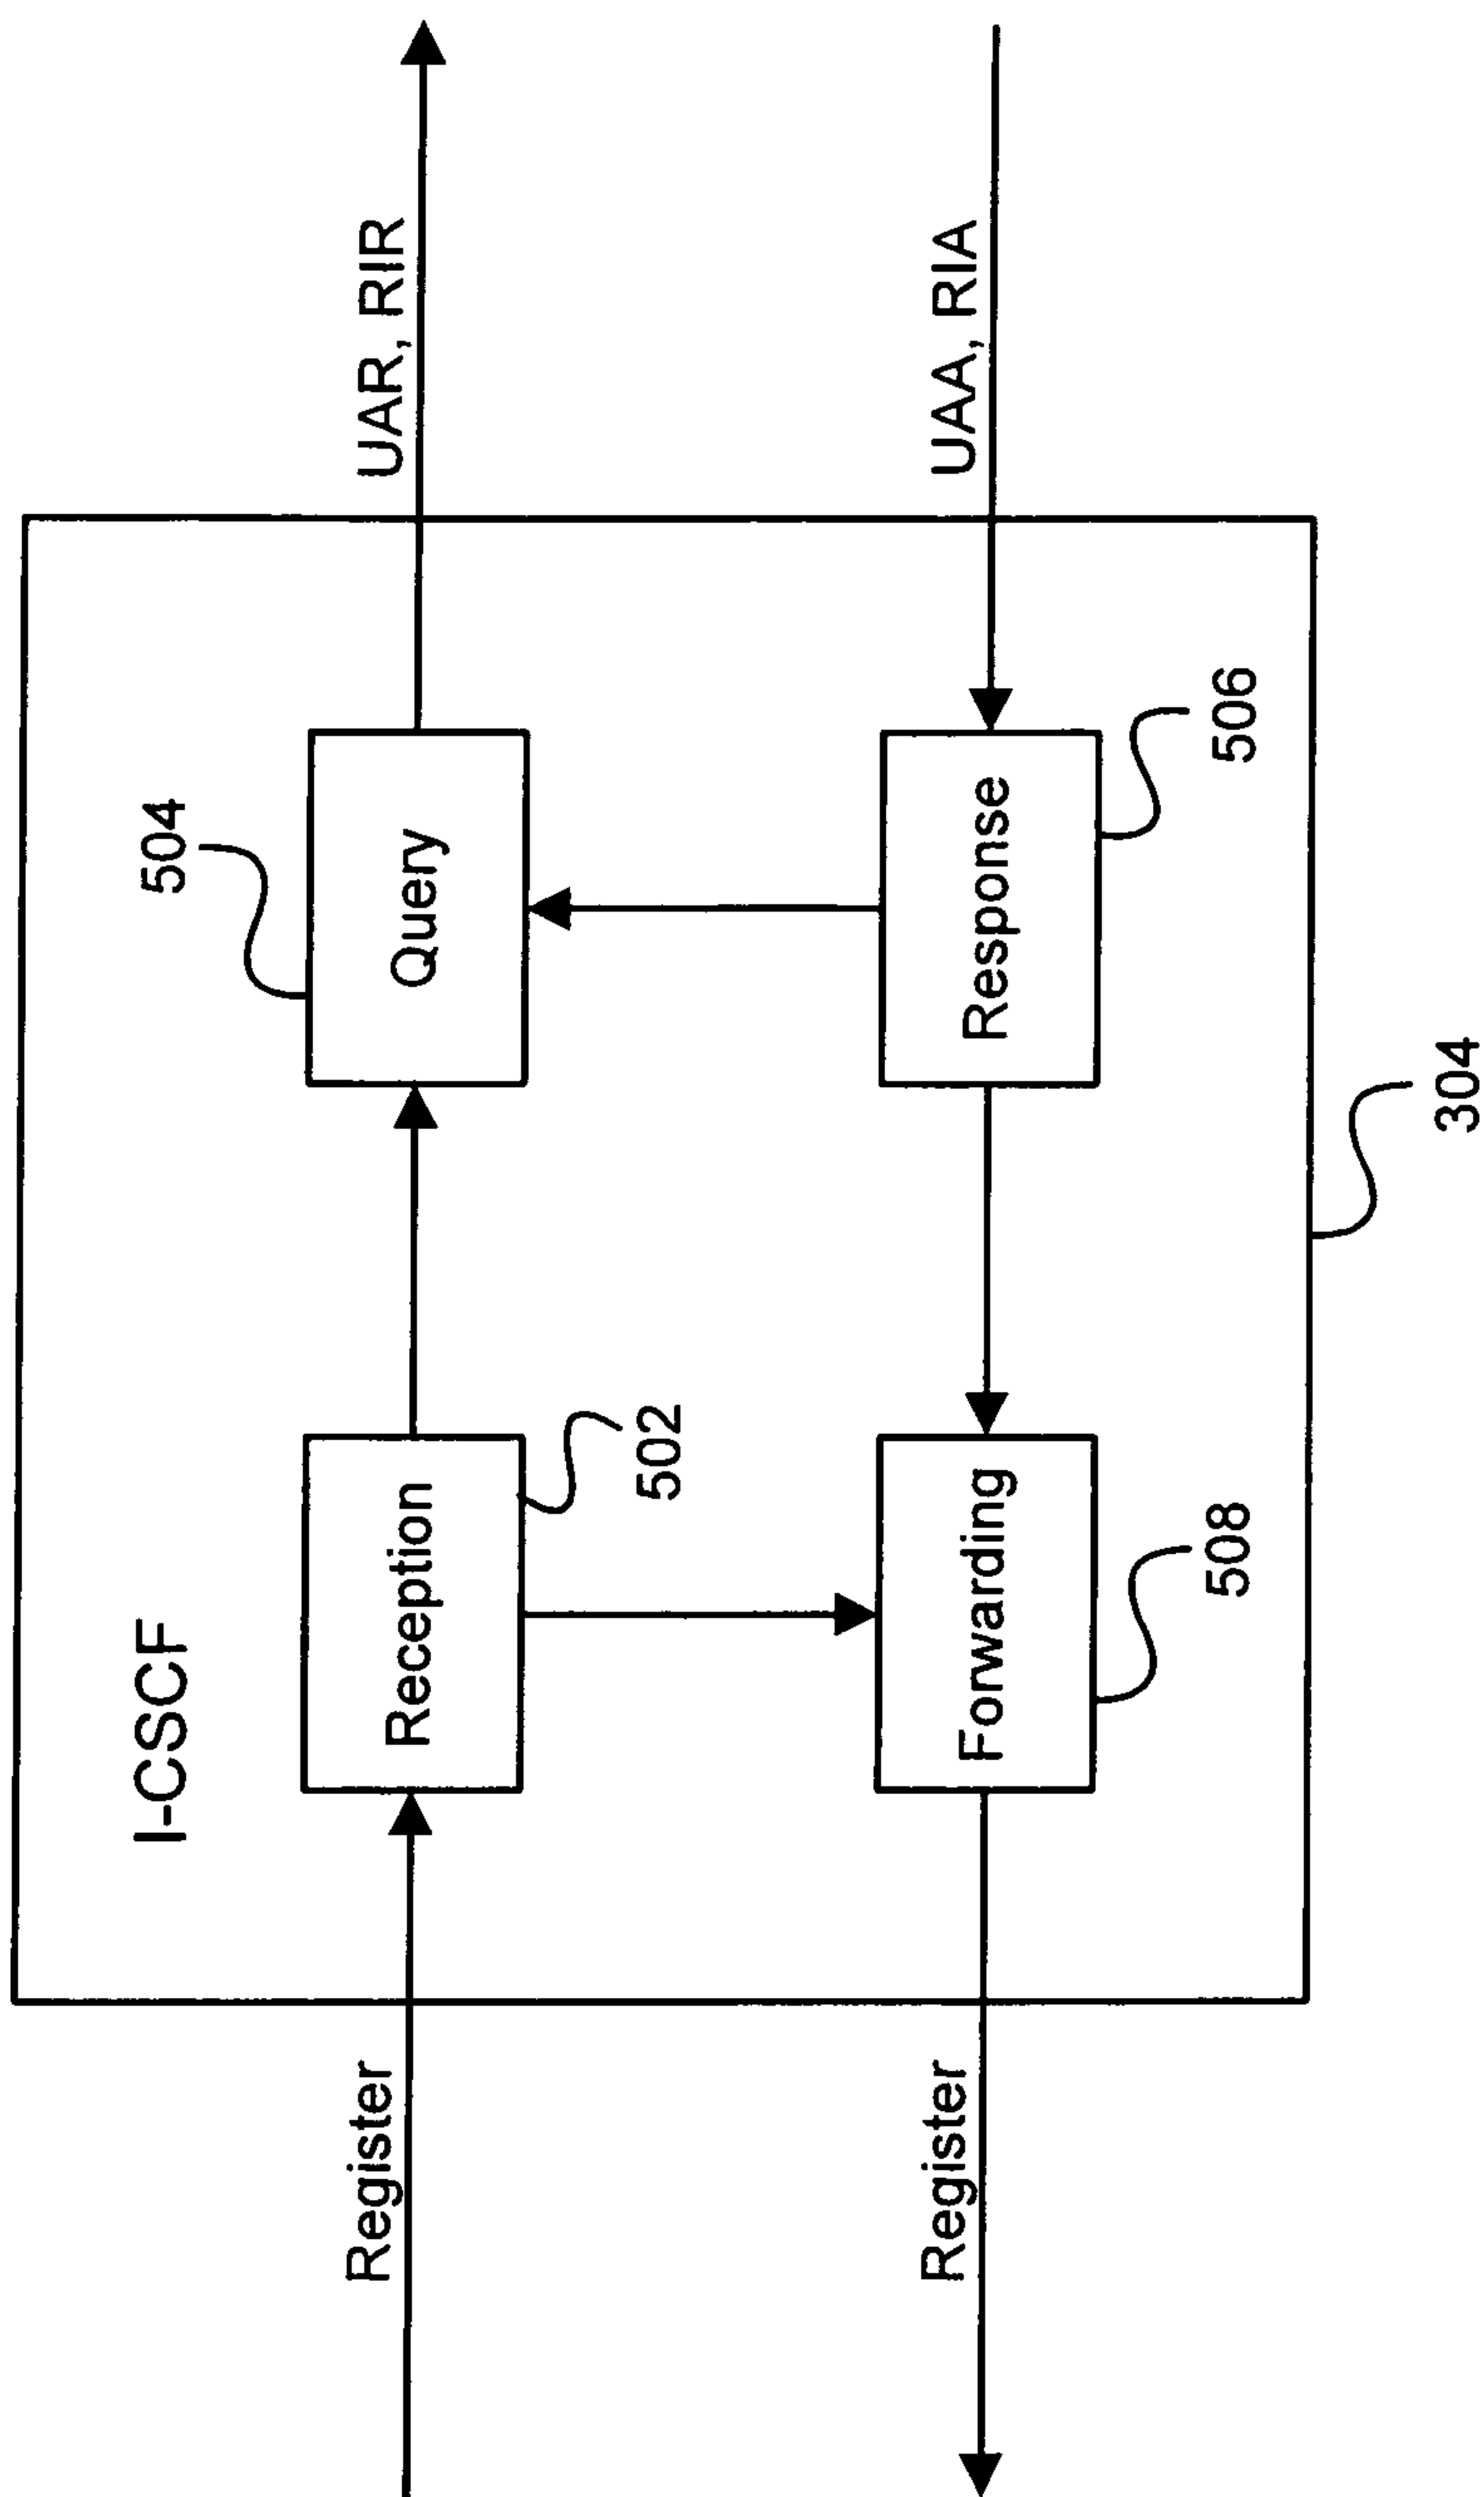 I-CSCF
Register
Reception
502
Query
504
UAR, RIR
Register
Forwarding
508
Response
506
UAA, RIA
304